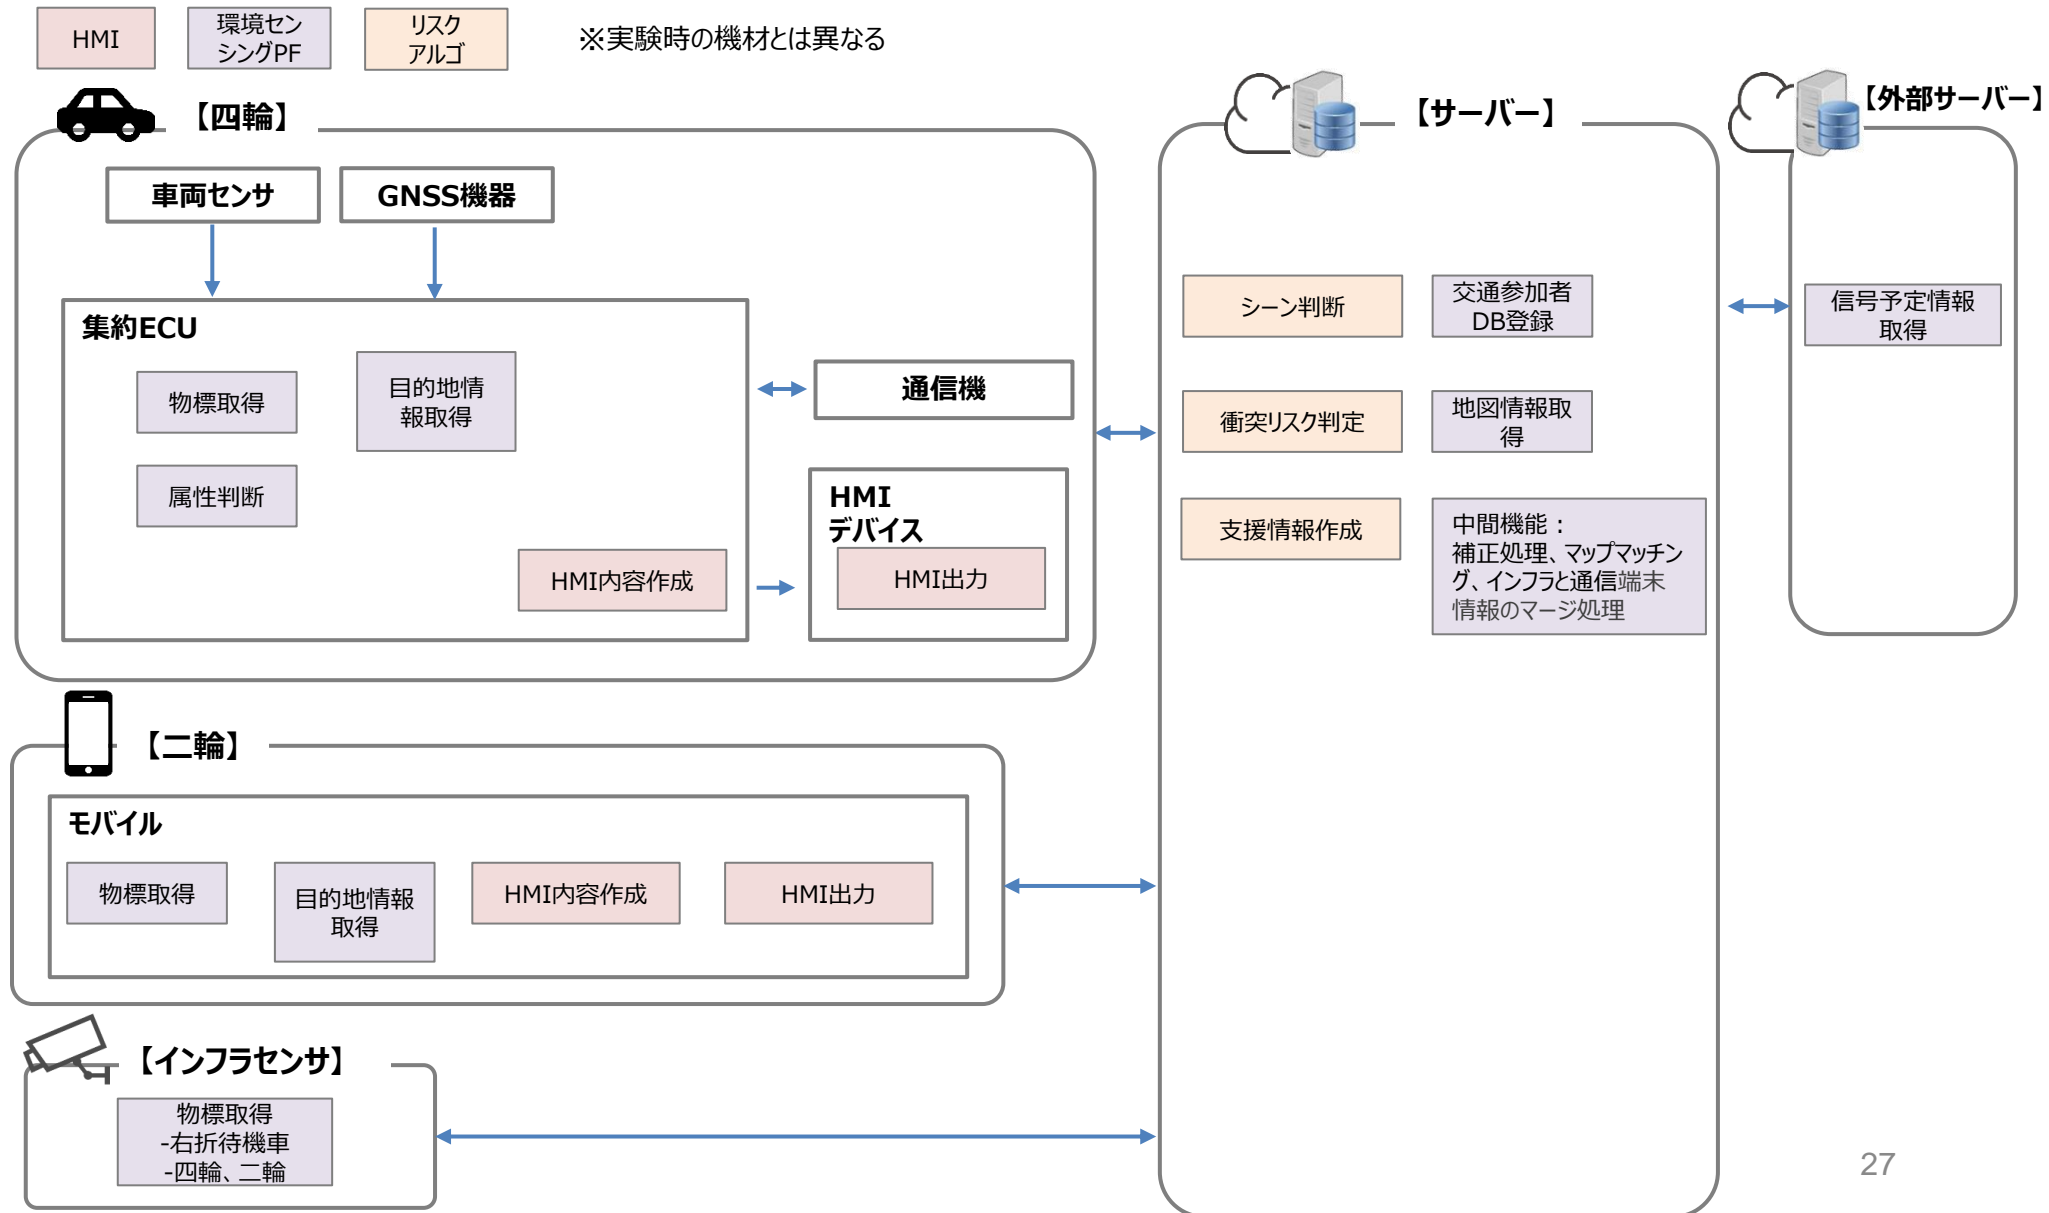 HMI
環境セン
シングPF
リスク
アルゴ
※実験時の機材とは異なる
【四輪】
車両センサ
GNSS機器
集約ECU
物標取得
目的地情
報取得
属性判断
HMI内容作成
通信機
HMI
デバイス
HMI出力
【サーバー】
シーン判断
交通参加者
DB登録
衝突リスク判定
地図情報取
得
支援情報作成
中間機能：
補正処理、マップマッチン
グ、インフラと通信端末
情報のマージ処理
【外部サーバー】
信号予定情報
取得
【二輪】
モバイル
物標取得
目的地情報
取得
HMI内容作成
HMI出力
【インフラセンサ】
物標取得
-右折待機車
-四輪、二輪
27